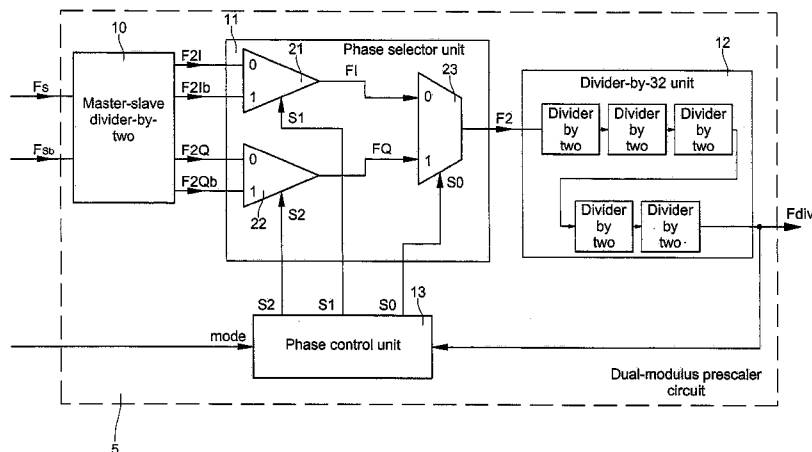 10
11
21
Phase selector unit
23
12
Fs
Master-slave
divider-by-
two
F2I
0
F2Ib
1
FI
0
S1
Divider-by-32 unit
Divider
by
two
Divider
by
two
Divider
by
two
F2
Fsb
F2Q
0
F2Qb
1
FQ
1
S0
S2
22
Divider
by
two
Divider
by
two
Fdiv
S2
S1
S0
13
mode
Phase control unit
Dual-modulus prescaler
circuit
5